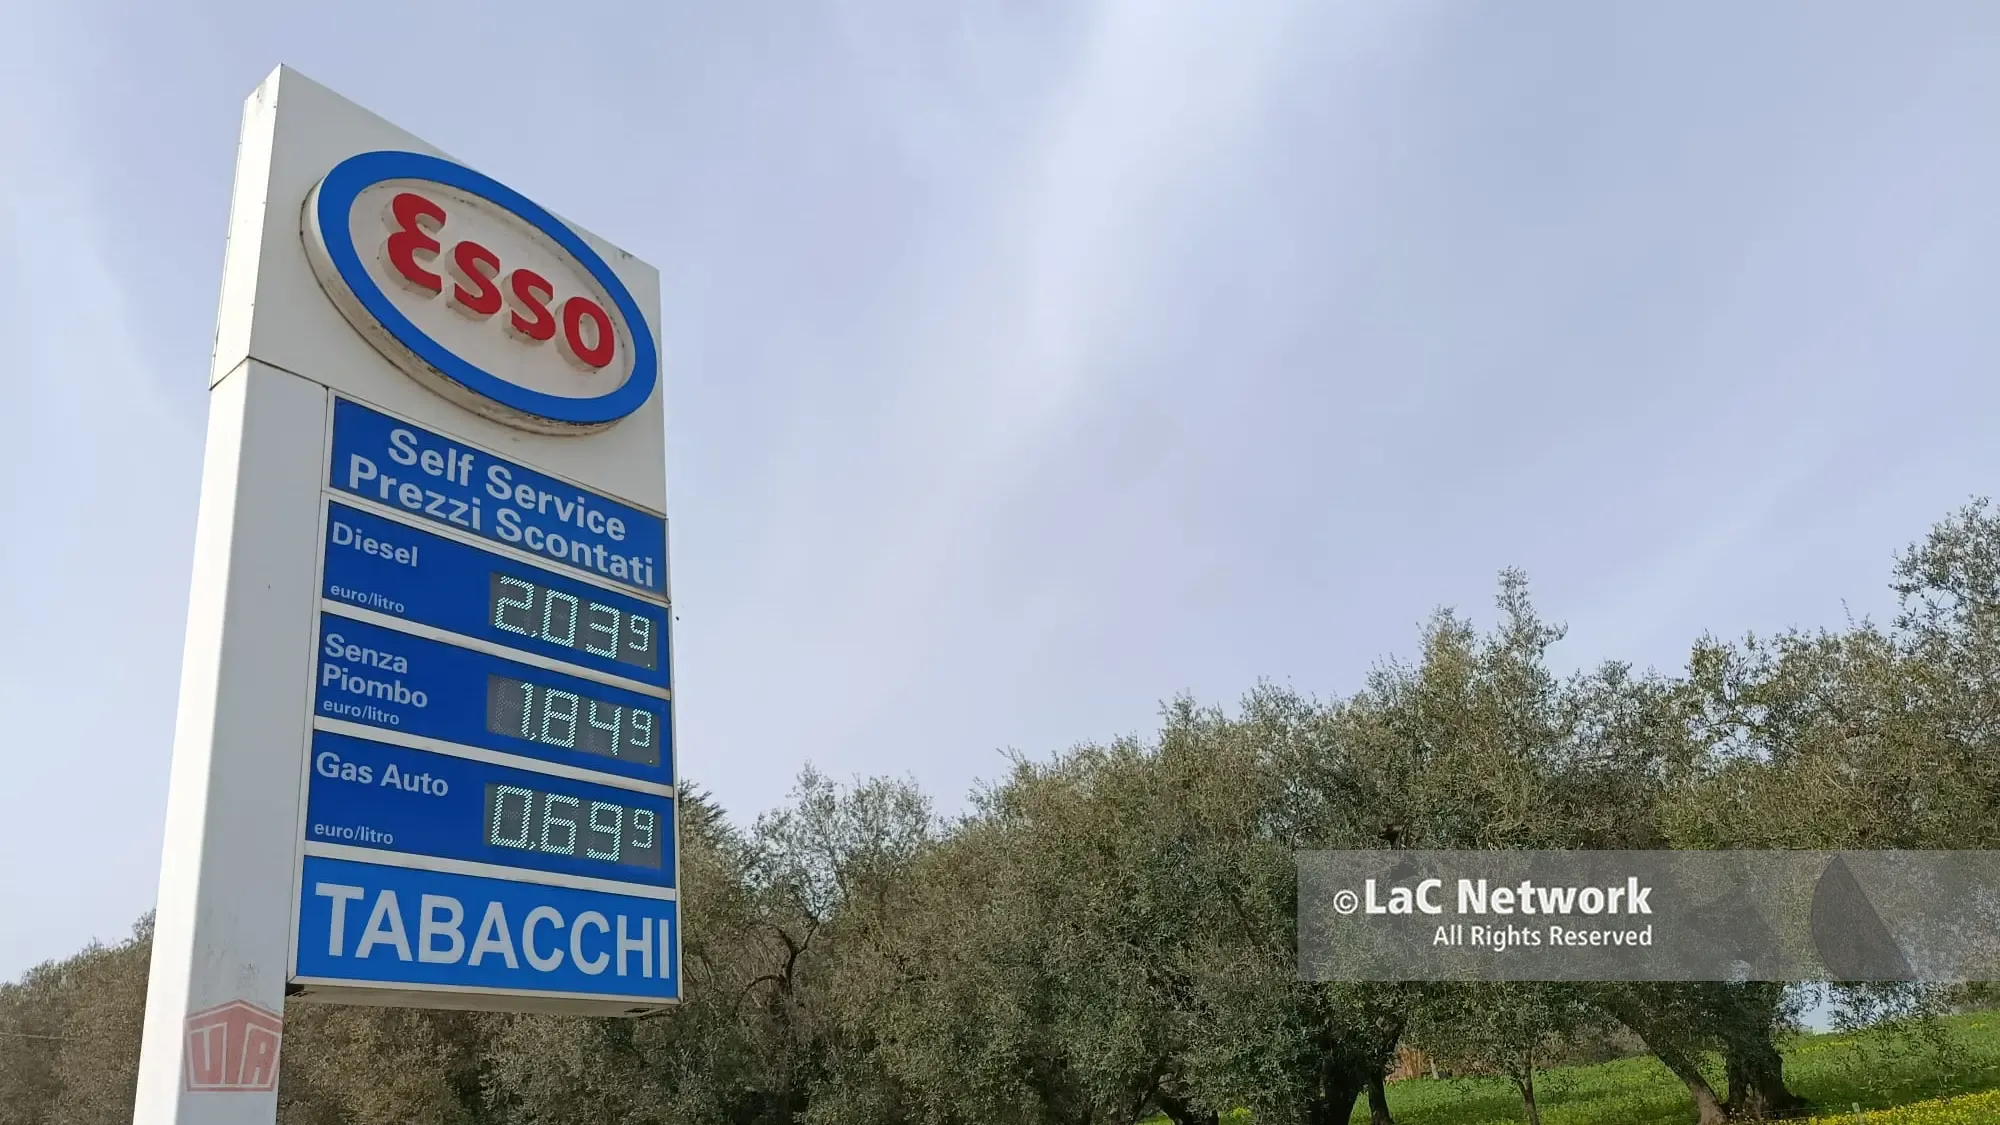 Esso
Self Service
Prezzi Scontati
Diesel
euro/litro
2,039
Senza
Piombo
euro/litro
1,849
Gas Auto
euro/litro
0,699
TABACCHI
UTA
©LaC Network
All Rights Reserved